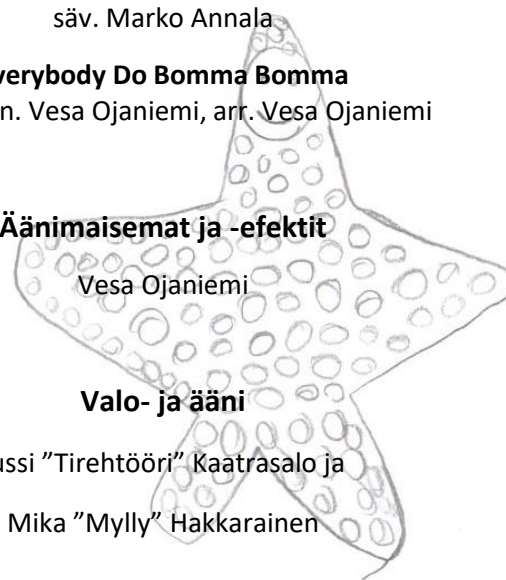 säv. Marko Annala
verybody Do Bomma Bomma
n. Vesa Ojaniemi, arr. Vesa Ojaniemi
Äänimaisemat ja -efektit
Vesa Ojaniemi
Valo- ja ääni
ussi ”Tirehtööri” Kaatrasalo ja
Mika ”Mylly” Hakkarainen